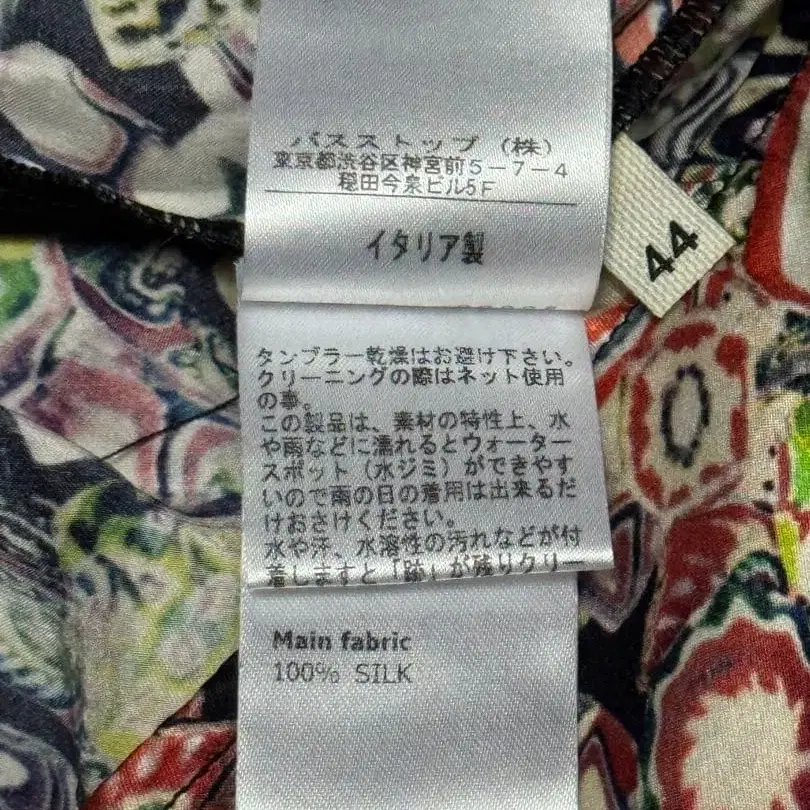 バスストップ(株)
東京都渋谷区神宮前5-7-4
穏田今泉ビル5F
イタリア製
44
タンブラー乾燥はお避け下さい。
クリーニングの際はネット使用
の事。
この製品は、素材の特性上、水
や雨などに濡れるとウォーター
スポット(水ジミ)ができやす
いので雨の日の着用は出来るだ
けおさけください。
水や汗、水溶性の汚れなどが付
着しますと「跡」が残りクリー
Main fabric
100% SILK